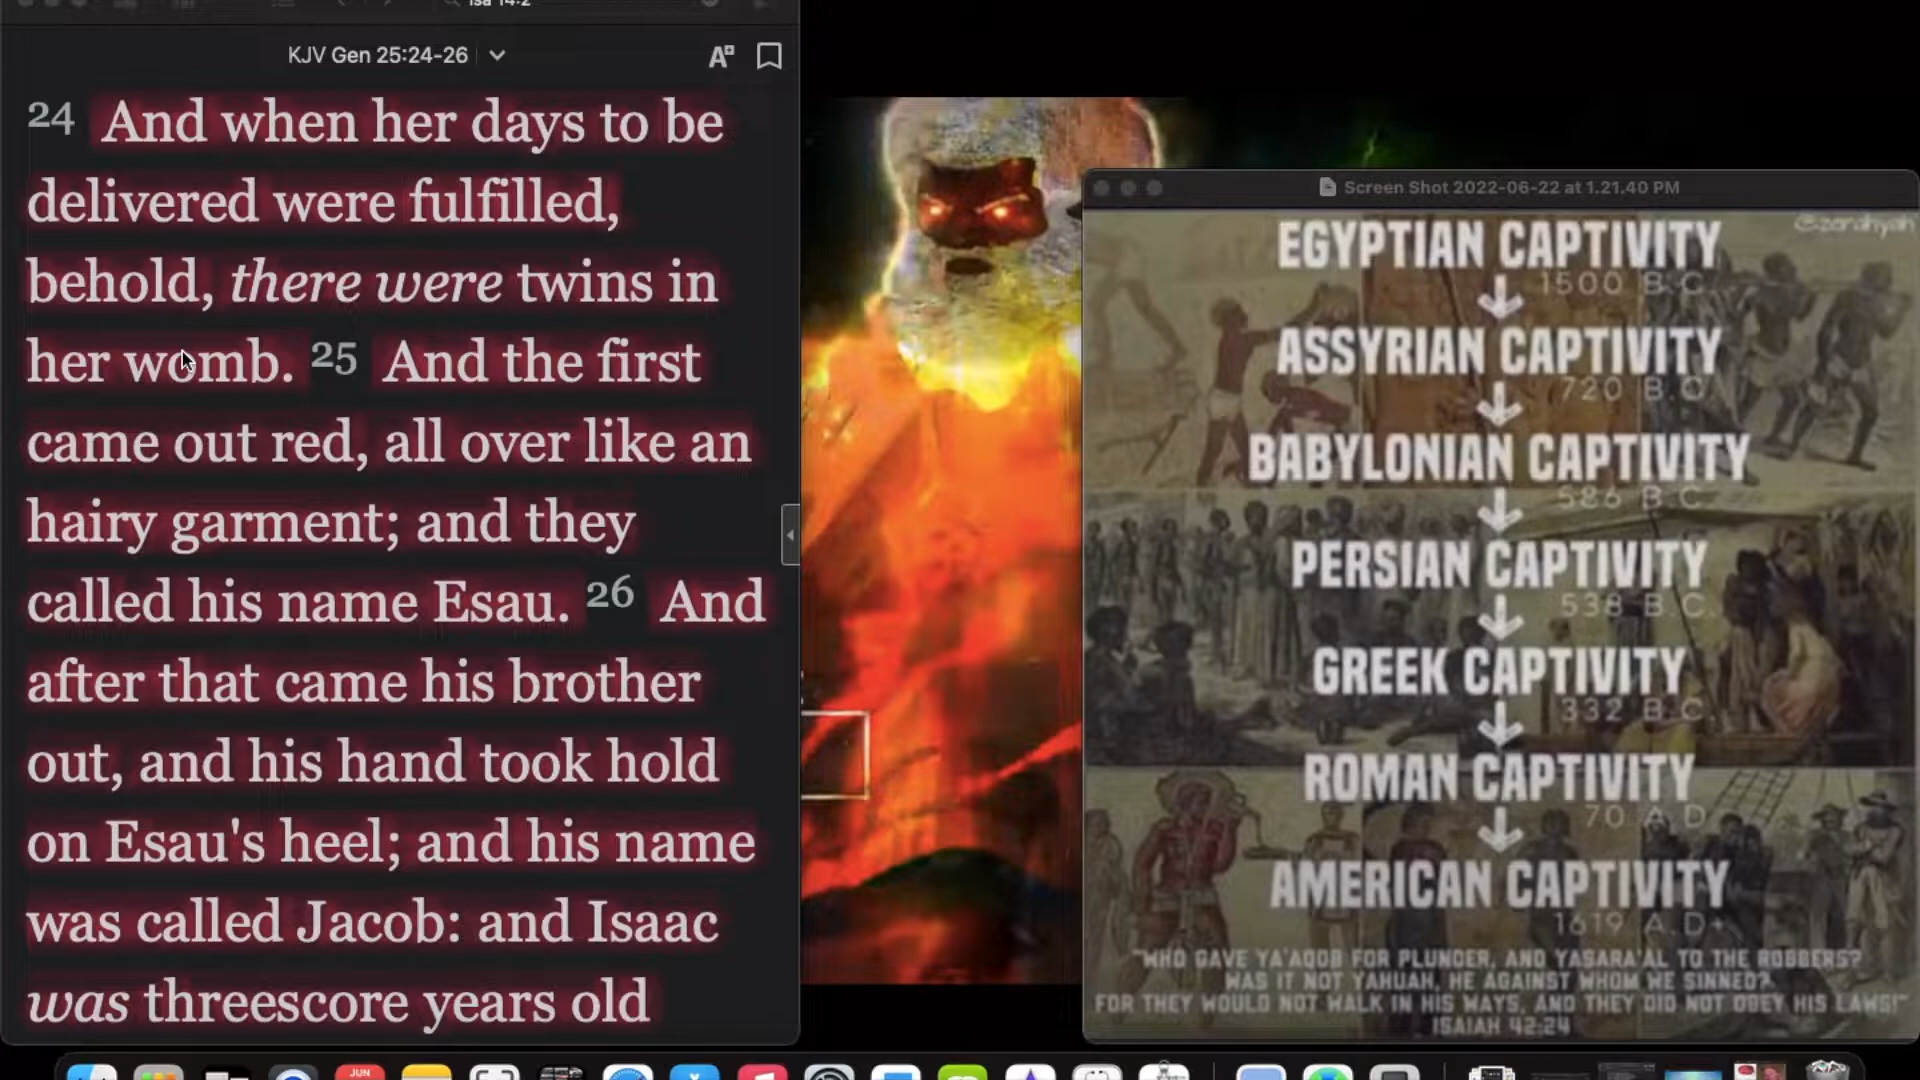 Isa 14:2
KJV Gen 25:24-26
24 And when her days to be
delivered were fulfilled,
behold, there were twins in
her womb. 25 And the first
came out red, all over like an
hairy garment; and they
called his name Esau. 26 And
after that came his brother
out, and his hand took hold
on Esau's heel; and his name
was called Jacob: and Isaac
was threescore years old
Screen Shot 2022-06-22 at 1.21.40 PM
@zerahyah
EGYPTIAN CAPTIVITY
1500 B.C.
ASSYRIAN CAPTIVITY
720 B.C.
BABYLONIAN CAPTIVITY
586 B.C.
PERSIAN CAPTIVITY
538 B.C.
GREEK CAPTIVITY
332 B.C.
ROMAN CAPTIVITY
70 A.D
AMERICAN CAPTIVITY
1619 A.D+
"WHO GAVE YA'AQOB FOR PLUNDER, AND YASARA'AL TO THE ROBBERS?
WAS IT NOT YAHUAH, HE AGAINST WHOM WE SINNED?
FOR THEY WOULD NOT WALK IN HIS WAYS, AND THEY DID NOT OBEY HIS LAWS!"
ISAIAH 42:24
JUN